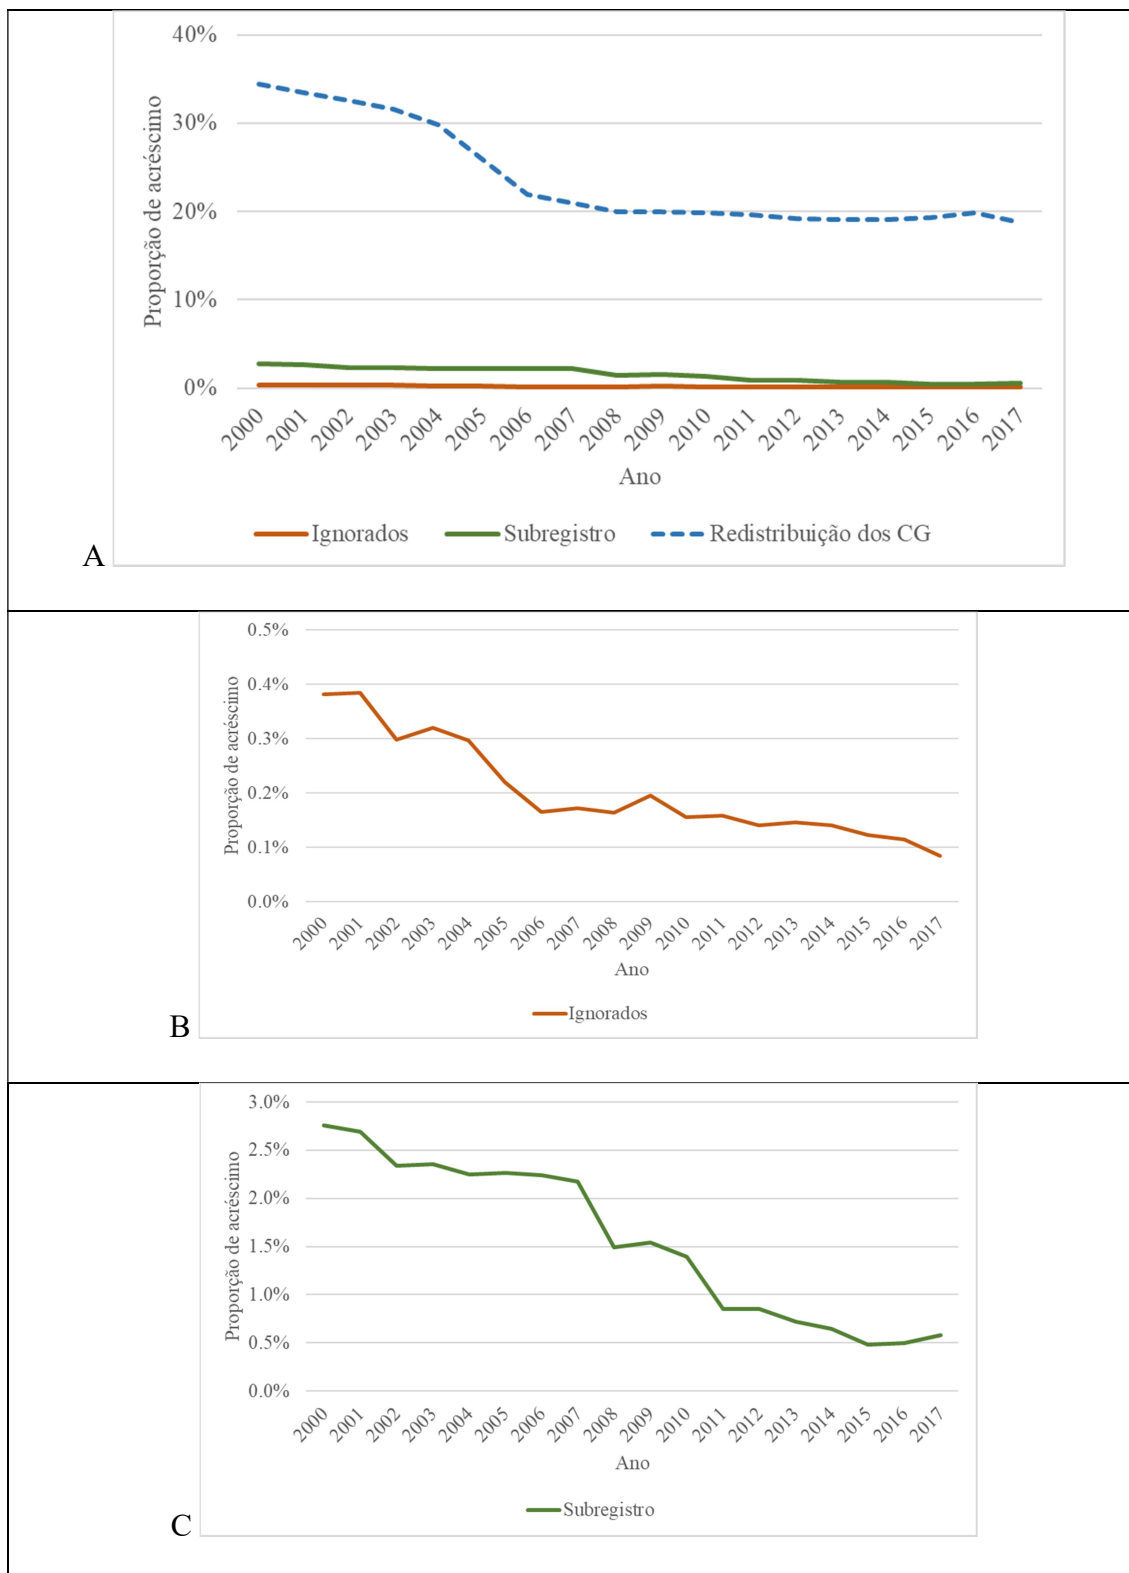 40%
30%
20%
10%
0%
Proporção de acréscimo
2000 2001 2002 2003 2004 2005 2006 2007 2008 2009 2010 2011 2012 2013 2014 2015 2016 2017
Ano
Ignorados Subregistro Redistribuição dos CG
A
0.5%
0.4%
0.3%
0.2%
0.1%
0.0%
Proporção de acréscimo
2000 2001 2002 2003 2004 2005 2006 2007 2008 2009 2010 2011 2012 2013 2014 2015 2016 2017
Ano
Ignorados
B
3.0%
2.5%
2.0%
1.5%
1.0%
0.5%
0.0%
Proporção de acréscimo
2000 2001 2002 2003 2004 2005 2006 2007 2008 2009 2010 2011 2012 2013 2014 2015 2016 2017
Ano
Subregistro
C